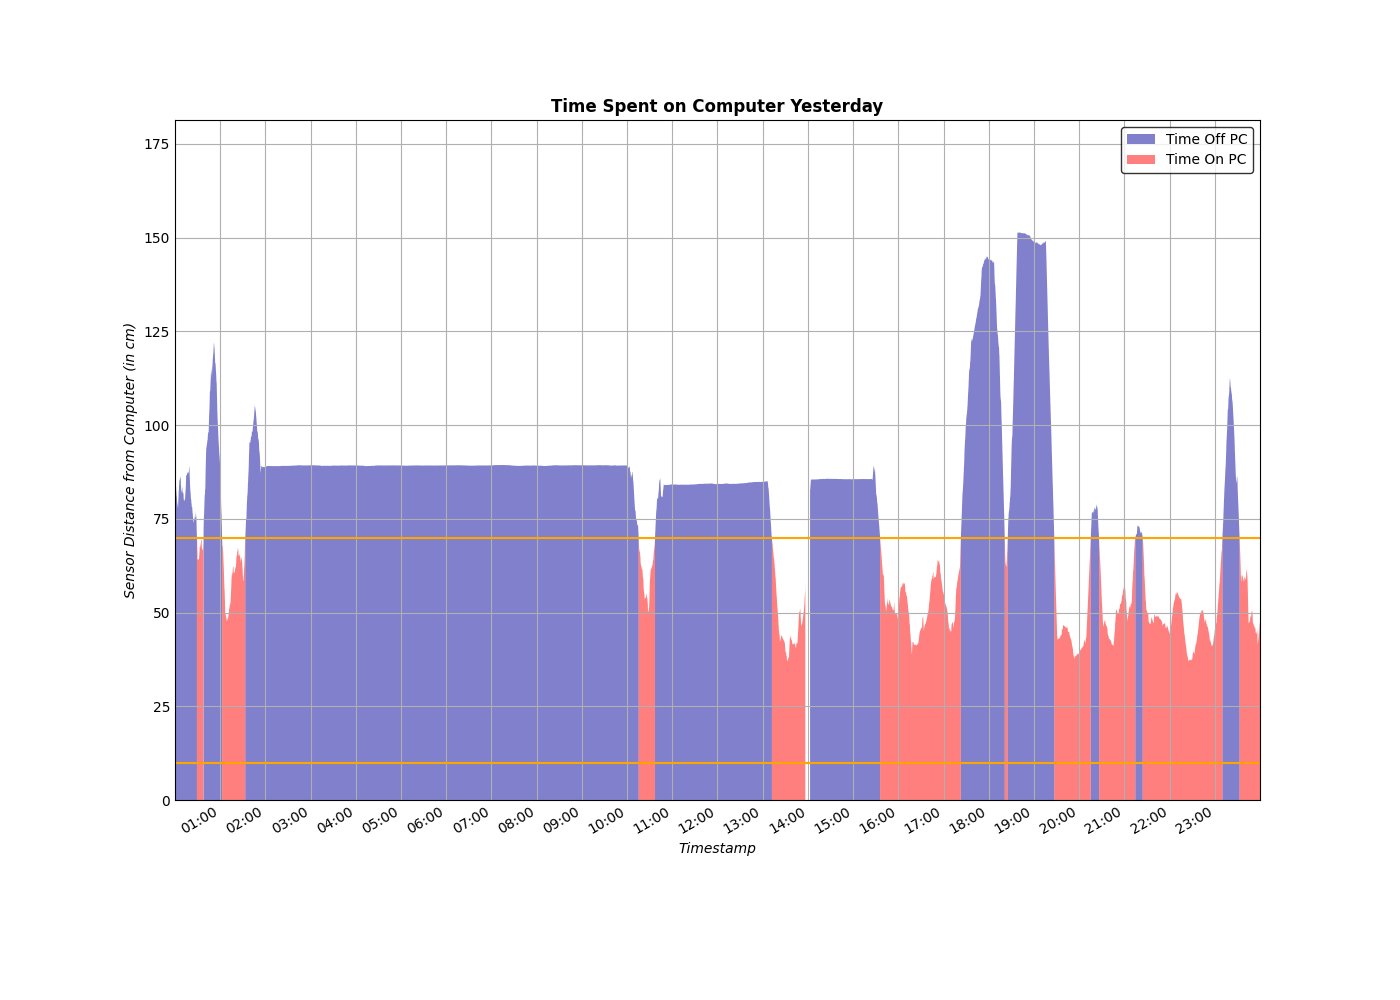 Time Spent on Computer Yesterday
Time Off PC
Time On PC
175
150
125
100
75
50
25
0
Sensor Distance from Computer (in cm)
01:00 02:00 03:00 04:00 05:00 06:00 07:00 08:00 09:00 10:00 11:00 12:00 13:00 14:00 15:00 16:00 17:00 18:00 19:00 20:00 21:00 22:00 23:00
Timestamp